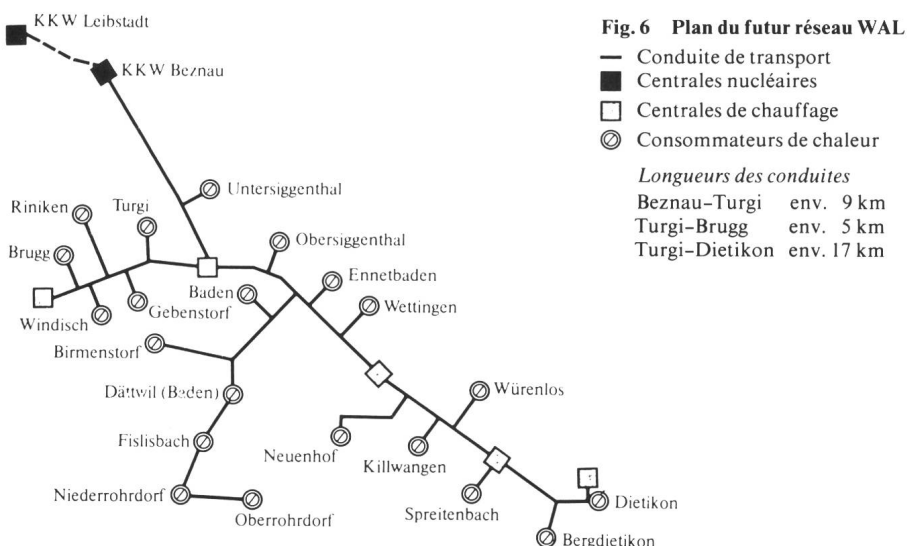 KKW Leibstadt
KKW Beznau
Fig. 6 Plan du futur réseau WAL
Conduite de transport
Centrales nucléaires
Centrales de chauffage
Consommateurs de chaleur
Longueurs des conduites
Beznau–Turgi env. 9 km
Turgi–Brugg env. 5 km
Turgi–Dietikon env. 17 km
Untersiggenthal
Riniken
Turgi
Brugg
Obersiggenthal
Ennetbaden
Baden
Wettingen
Gebenstorf
Windisch
Birmenstorf
Dättwil (Baden)
Würenlos
Fislisbach
Neuenhof
Killwangen
Niederrohrdorf
Oberrohrdorf
Spreitenbach
Dietikon
Bergdietikon